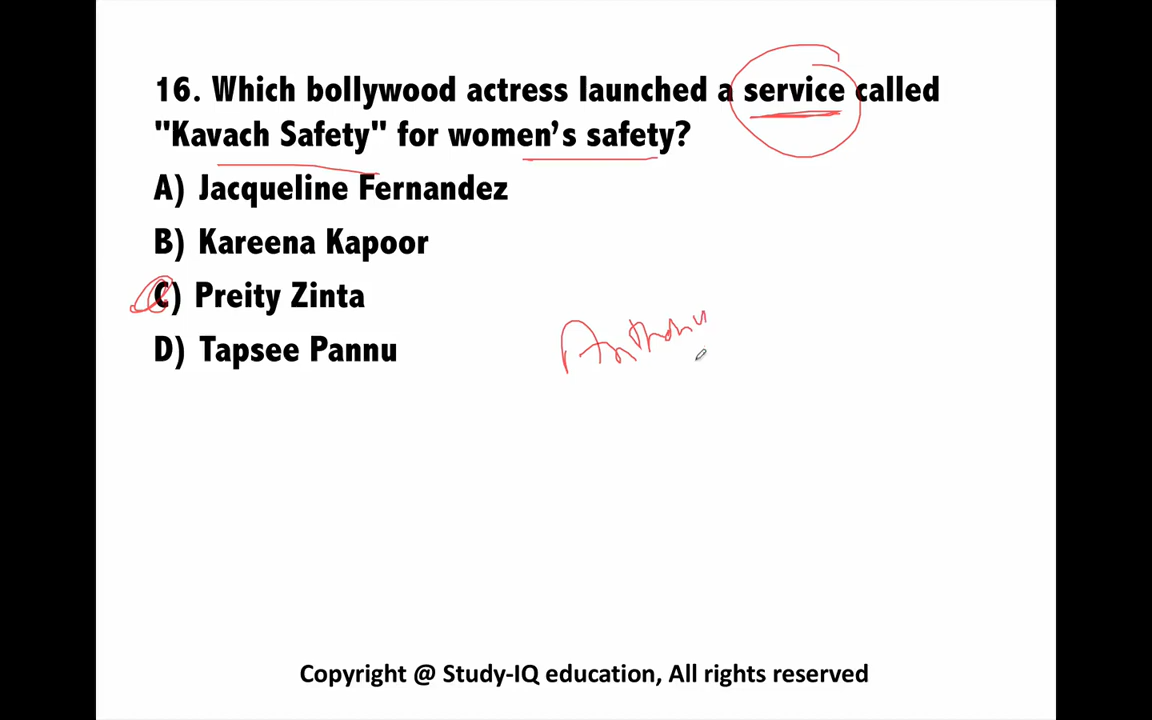 16. Which bollywood actress launched a service called
"Kavach Safety" for women's safety?
A) Jacqueline Fernandez
B) Kareena Kapoor
C) Preity Zinta
D) Tapsee Pannu
Copyright @ Study-IQ education, All rights reserved